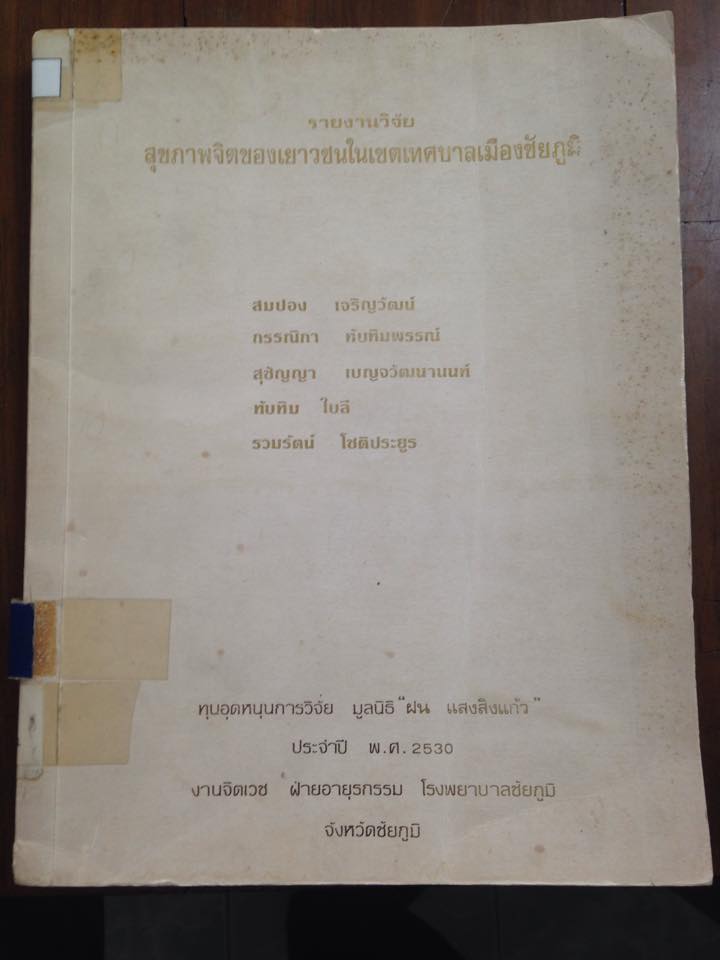 รายงานวิจัย
สุขภาพจิตของเยาวชนในเขตเทศบาลเมืองชัยภูมิ
สมปอง เจริญวัฒน์
กรรณิกา ทับทิมพรรณ์
สุชัญญา เบญจวัฒนานนท์
ทับทิม ใบลี
รวมรัตน์ โชติประยูร
ทุนอุดหนุนการวิจัย มูลนิธิ "ฝน แสงสิงแก้ว"
ประจำปี พ.ศ. 2530
งานจิตเวช ฝ่ายอายุรกรรม โรงพยาบาลชัยภูมิ
จังหวัดชัยภูมิ